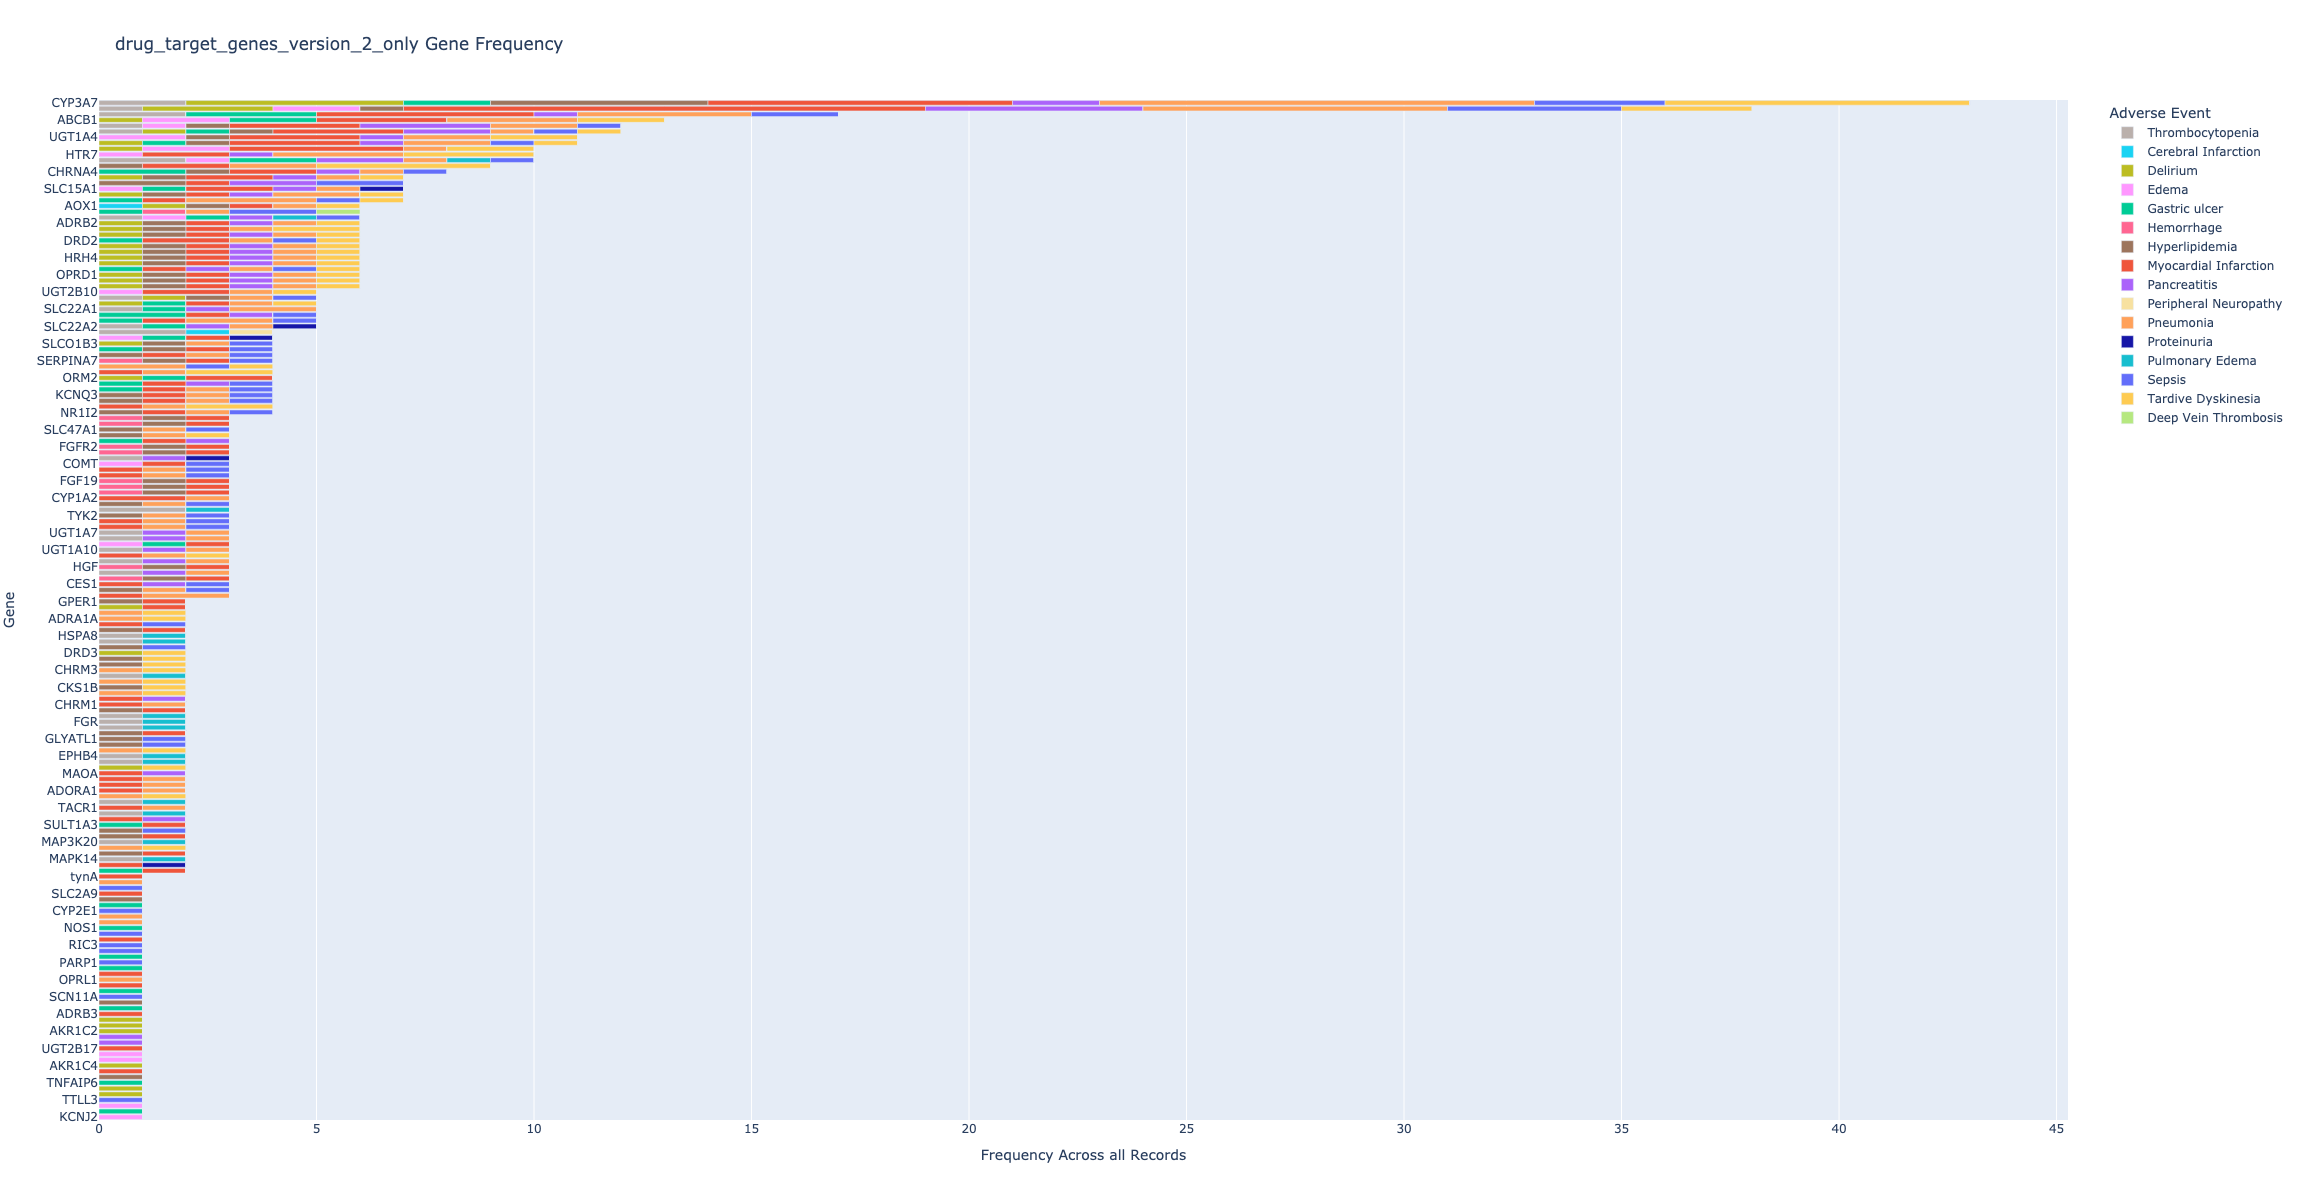 drug_target_genes_version_2_only Gene Frequency
CYP3A7
ABCB1
UGT1A4
HTR7
CHRNA4
SLC15A1
AOX1
ADRB2
DRD2
HRH4
OPRD1
UGT2B10
SLC22A1
SLC22A2
SLCO1B3
SERPINA7
ORM2
KCNQ3
NR1I2
SLC47A1
FGFR2
COMT
FGF19
CYP1A2
TYK2
UGT1A7
UGT1A10
HGF
CES1
GPER1
ADRA1A
HSPA8
DRD3
CHRM3
CKS1B
CHRM1
FGR
GLYATL1
EPHB4
MAOA
ADORA1
TACR1
SULT1A3
MAP3K20
MAPK14
tynA
SLC2A9
CYP2E1
NOS1
RIC3
PARP1
OPRL1
SCN11A
ADRB3
AKR1C2
UGT2B17
AKR1C4
TNFAIP6
TTLL3
KCNJ2
Gene
0 5 10 15 20 25 30 35 40 45
Frequency Across all Records
Adverse Event
Thrombocytopenia
Cerebral Infarction
Delirium
Edema
Gastric ulcer
Hemorrhage
Hyperlipidemia
Myocardial Infarction
Pancreatitis
Peripheral Neuropathy
Pneumonia
Proteinuria
Pulmonary Edema
Sepsis
Tardive Dyskinesia
Deep Vein Thrombosis